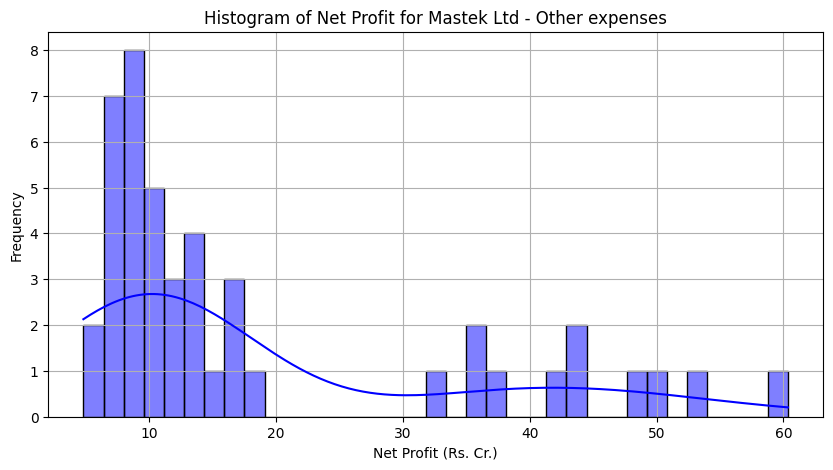 Histogram of Net Profit for Mastek Ltd - Other expenses
Frequency
8
7
6
5
4
3
2
1
0
10 20 30 40 50 60
Net Profit (Rs. Cr.)